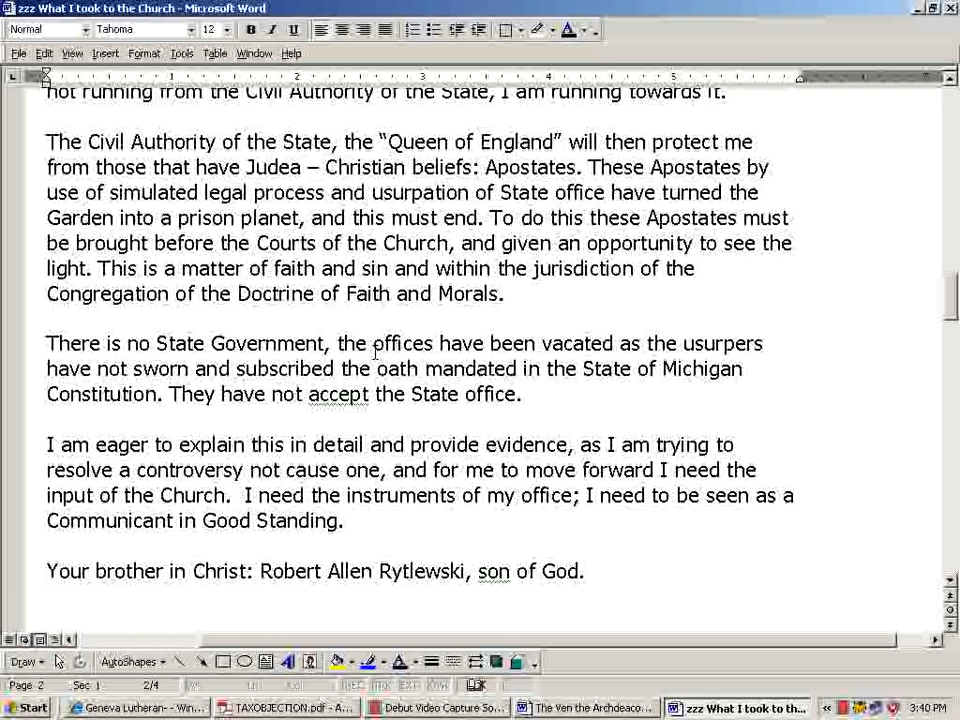 zzz What I took to the Church - Microsoft Word
Normal Tahoma 12 B I U
File Edit View Insert Format Tools Table Window Help
1 2 3 4 5
not running from the Civil Authority of the State, I am running towards it.
The Civil Authority of the State, the “Queen of England” will then protect me
from those that have Judea – Christian beliefs: Apostates. These Apostates by
use of simulated legal process and usurpation of State office have turned the
Garden into a prison planet, and this must end. To do this these Apostates must
be brought before the Courts of the Church, and given an opportunity to see the
light. This is a matter of faith and sin and within the jurisdiction of the
Congregation of the Doctrine of Faith and Morals.
There is no State Government, the offices have been vacated as the usurpers
have not sworn and subscribed the oath mandated in the State of Michigan
Constitution. They have not accept the State office.
I am eager to explain this in detail and provide evidence, as I am trying to
resolve a controversy not cause one, and for me to move forward I need the
input of the Church. I need the instruments of my office; I need to be seen as a
Communicant in Good Standing.
Your brother in Christ: Robert Allen Rytlewski, son of God.
Draw AutoShapes
Page 2 Sec 1 2/4
Start Geneva Lutheran- - Win... TAXOBJECTION.pdf - A... Debut Video Capture So... The Ven the Archdeaco... zzz What I took to th... 3:40 PM